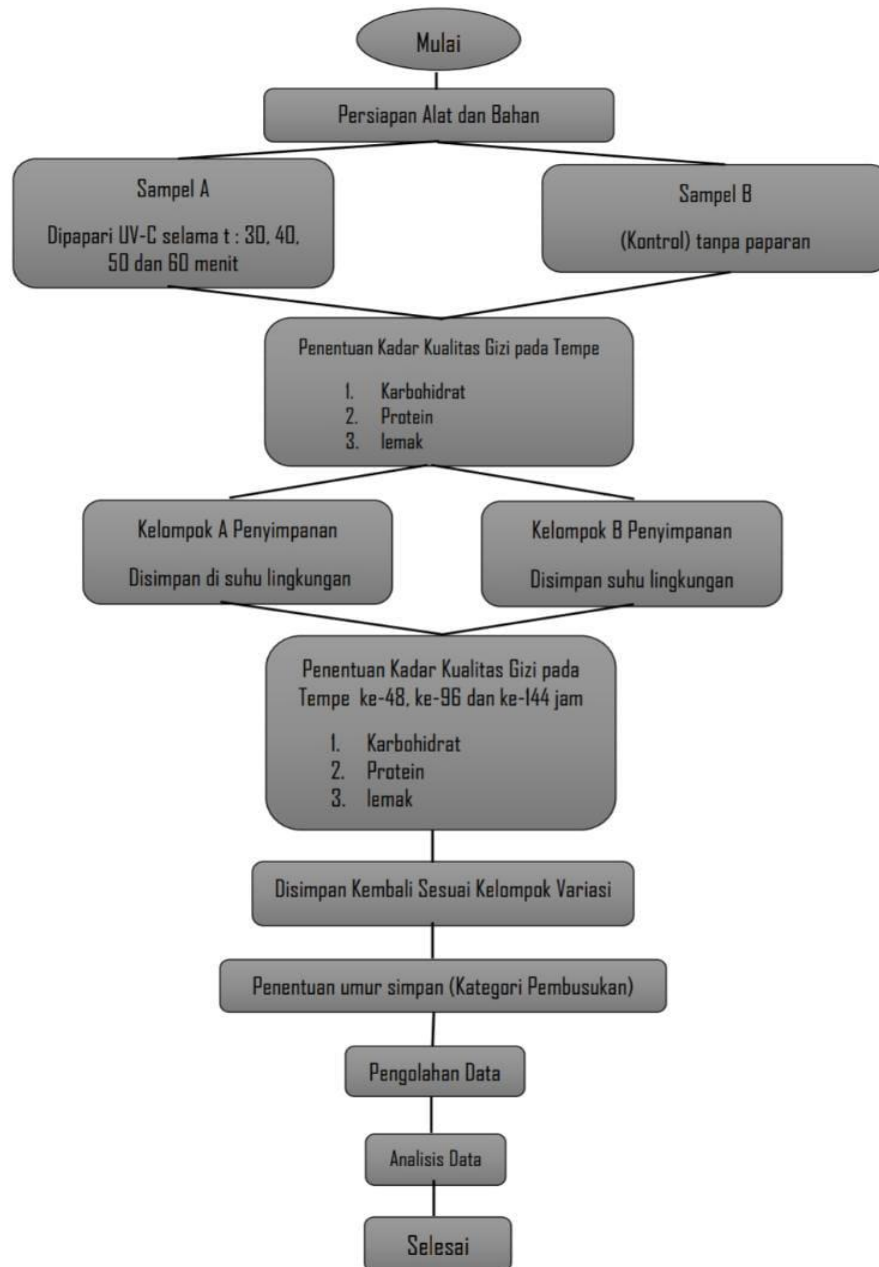 Mulai
Persiapan Alat dan Bahan
Sampel A
Dipapari UV-C selama t : 30, 40,
50 dan 60 menit
Sampel B
(Kontrol) tanpa paparan
Penentuan Kadar Kualitas Gizi pada Tempe
1. Karbohidrat
2. Protein
3. lemak
Kelompok A Penyimpanan
Disimpan di suhu lingkungan
Kelompok B Penyimpanan
Disimpan suhu lingkungan
Penentuan Kadar Kualitas Gizi pada
Tempe ke-48, ke-96 dan ke-144 jam
1. Karbohidrat
2. Protein
3. lemak
Disimpan Kembali Sesuai Kelompok Variasi
Penentuan umur simpan (Kategori Pembusukan)
Pengolahan Data
Analisis Data
Selesai